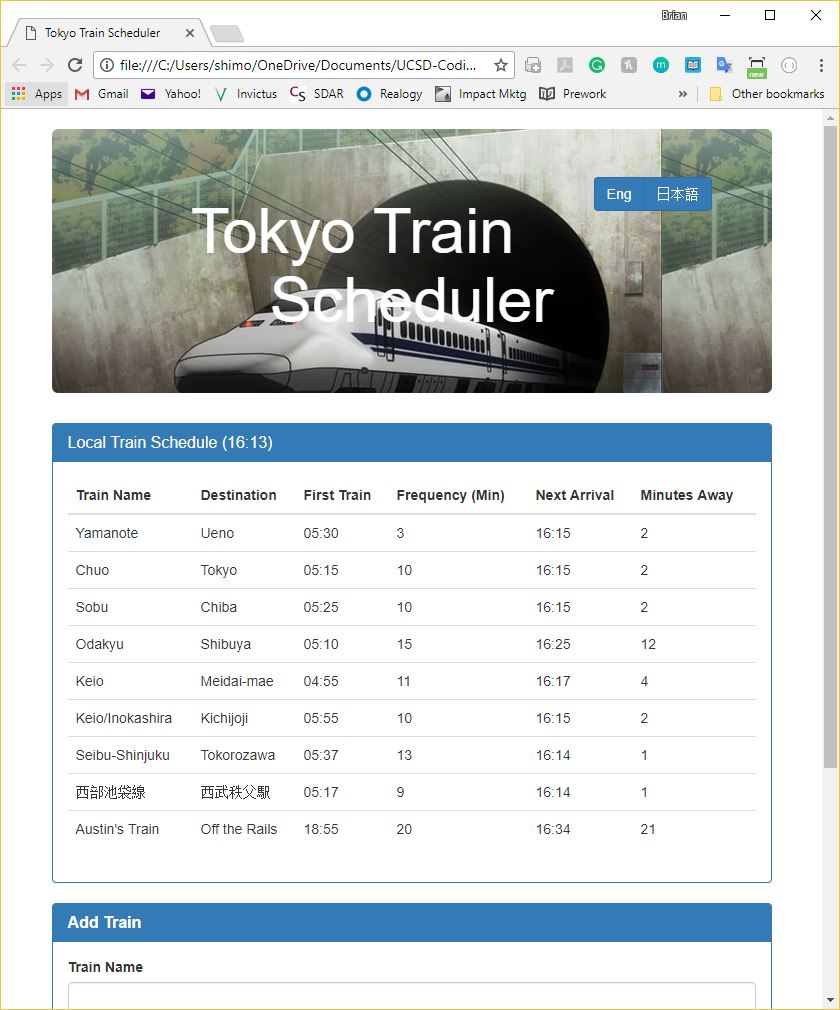 Brian
Tokyo Train Scheduler
file:///C:/Users/shimo/OneDrive/Documents/UCSD-Codi...
new
Apps Gmail Yahoo! Invictus CS SDAR Realogy Impact Mktg Prework » Other bookmarks
Eng 日本語
Tokyo Train
Scheduler
Local Train Schedule (16:13)
Train Name Destination First Train Frequency (Min) Next Arrival Minutes Away
Yamanote Ueno 05:30 3 16:15 2
Chuo Tokyo 05:15 10 16:15 2
Sobu Chiba 05:25 10 16:15 2
Odakyu Shibuya 05:10 15 16:25 12
Keio Meidai-mae 04:55 11 16:17 4
Keio/Inokashira Kichijoji 05:55 10 16:15 2
Seibu-Shinjuku Tokorozawa 05:37 13 16:14 1
西部池袋線 西武秩父駅 05:17 9 16:14 1
Austin's Train Off the Rails 18:55 20 16:34 21
Add Train
Train Name